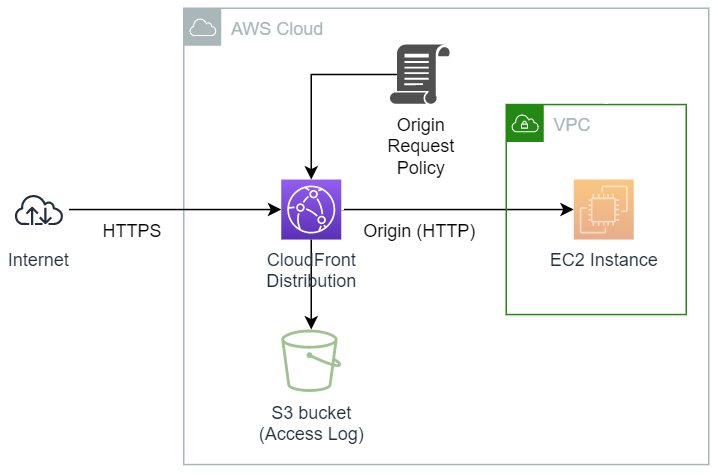 AWS Cloud
Origin
Request
Policy
VPC
HTTPS
Origin (HTTP)
Internet
CloudFront
Distribution
EC2 Instance
S3 bucket
(Access Log)